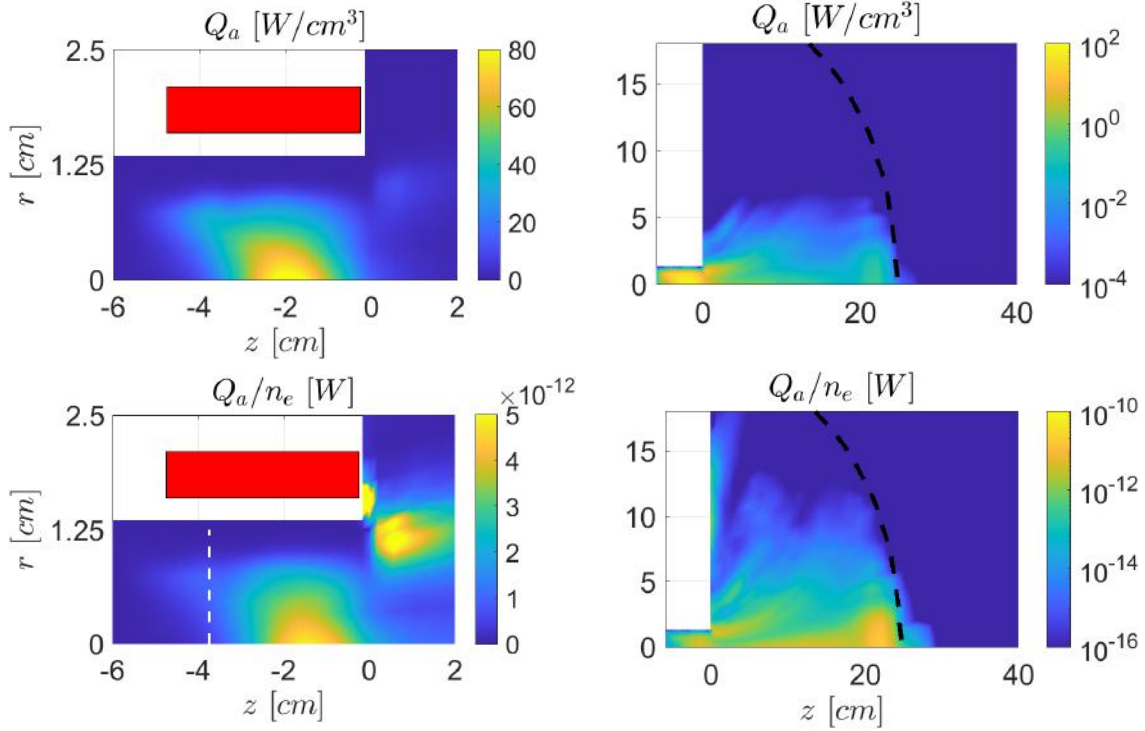 Q_a [W/cm^3]
2.5
1.25
0
r [cm]
-6 -4 -2 0 2
z [cm]
80
60
40
20
0
Q_a [W/cm^3]
15
10
5
0
0 20 40
10^2
10^0
10^-2
10^-4
Q_a/n_e [W]
×10^-12
2.5
1.25
0
r [cm]
-6 -4 -2 0 2
z [cm]
5
4
3
2
1
0
Q_a/n_e [W]
15
10
5
0
0 20 40
z [cm]
10^-10
10^-12
10^-14
10^-16